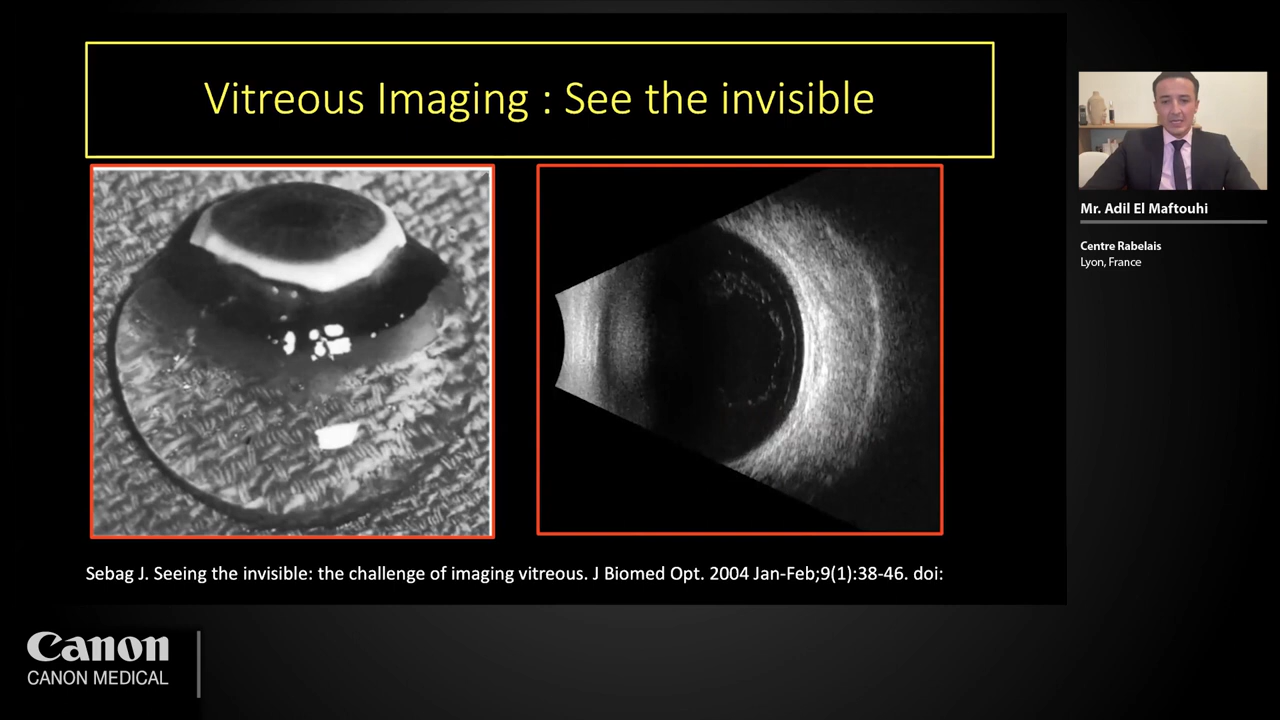 Vitreous Imaging : See the invisible
Mr. Adil El Maftouhi
Centre Rabelais
Lyon, France
Sebag J. Seeing the invisible: the challenge of imaging vitreous. J Biomed Opt. 2004 Jan-Feb;9(1):38-46. doi:
Canon
CANON MEDICAL